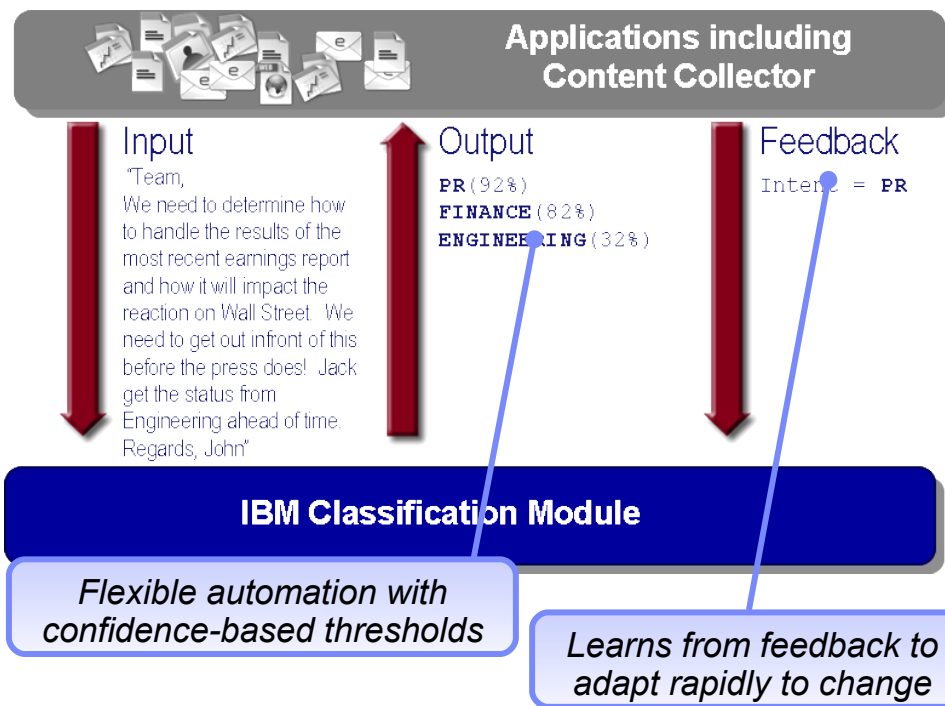 Applications including
Content Collector
Input
"Team,
We need to determine how
to handle the results of the
most recent earnings report
and how it will impact the
reaction on Wall Street. We
need to get out infront of this
before the press does! Jack
get the status from
Engineering ahead of time.
Regards, John"
Output
PR(92%)
FINANCE(82%)
ENGINEERING(32%)
Feedback
Intent = PR
IBM Classification Module
Flexible automation with
confidence-based thresholds
Learns from feedback to
adapt rapidly to change